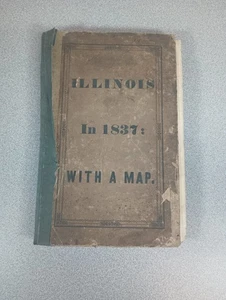 ILLINOIS
In 1837:
WITH A MAP.